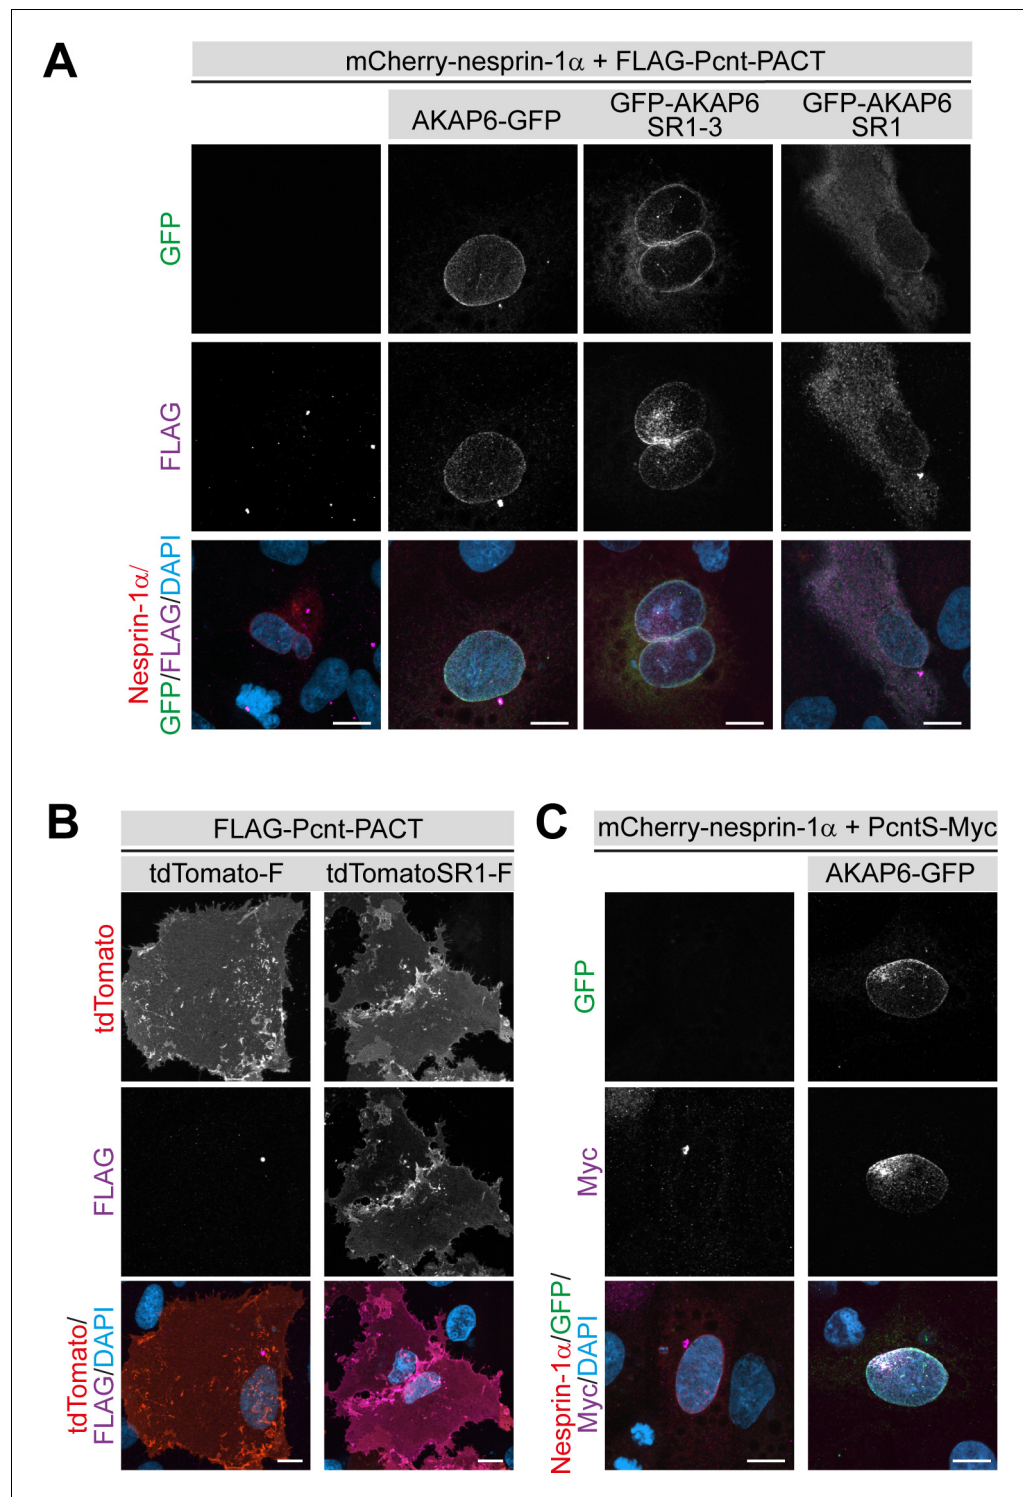 A
mCherry-nesprin-1α + FLAG-Pcnt-PACT
AKAP6-GFP
GFP-AKAP6
SR1-3
GFP-AKAP6
SR1
GFP
FLAG
Nesprin-1α/
GFP/FLAG/DAPI
B
FLAG-Pcnt-PACT
tdTomato-F
tdTomatoSR1-F
tdTomato
FLAG
tdTomato/
FLAG/DAPI
C
mCherry-nesprin-1α + PcntS-Myc
AKAP6-GFP
GFP
Myc
Nesprin-1α/GFP/
Myc/DAPI